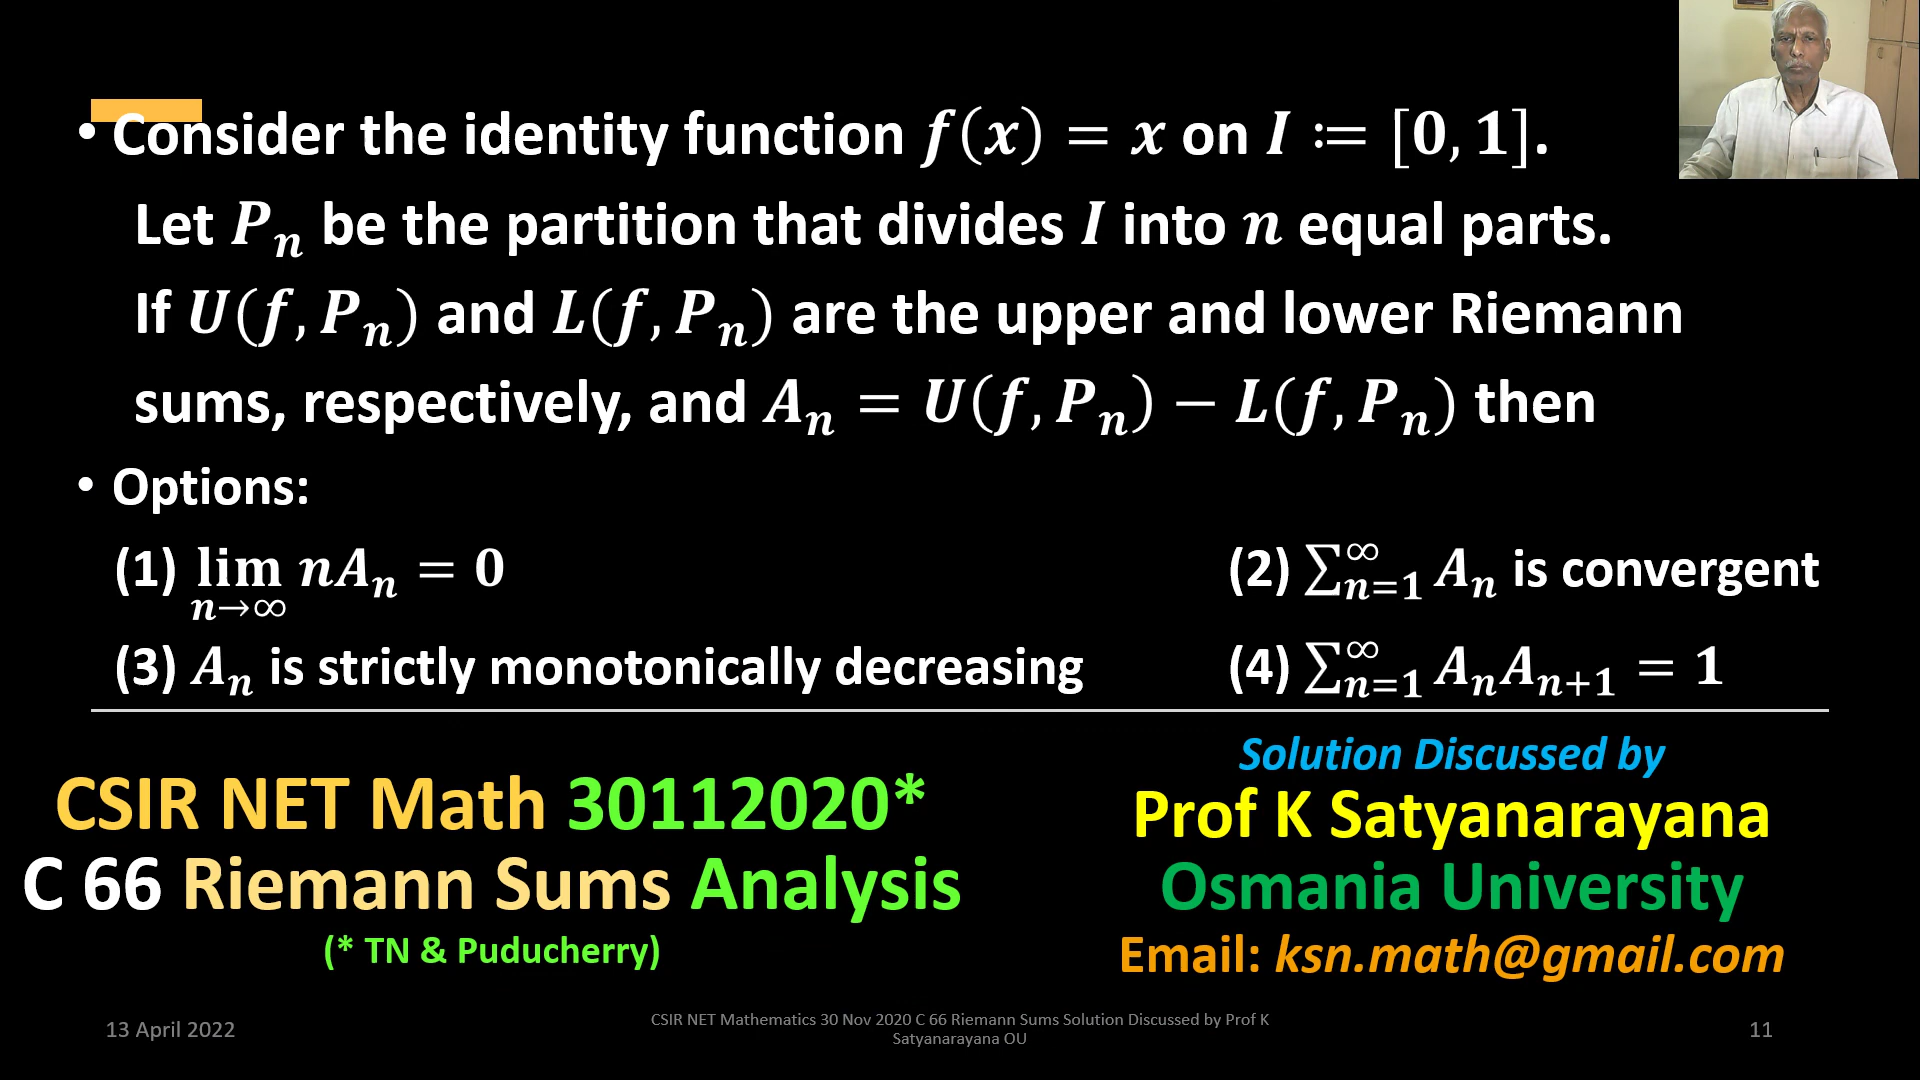 • Consider the identity function f(x) = x on I ≔ [0, 1].
Let Pₙ be the partition that divides I into n equal parts.
If U(f, Pₙ) and L(f, Pₙ) are the upper and lower Riemann
sums, respectively, and Aₙ = U(f, Pₙ) − L(f, Pₙ) then
• Options:
(1) lim n→∞ nAₙ = 0
(2) ∑ₙ₌₁^∞ Aₙ is convergent
(3) Aₙ is strictly monotonically decreasing
(4) ∑ₙ₌₁^∞ AₙAₙ₊₁ = 1
CSIR NET Math 30112020*
C 66 Riemann Sums Analysis
(* TN & Puducherry)
Solution Discussed by
Prof K Satyanarayana
Osmania University
Email: ksn.math@gmail.com
13 April 2022
CSIR NET Mathematics 30 Nov 2020 C 66 Riemann Sums Solution Discussed by Prof K
Satyanarayana OU
11